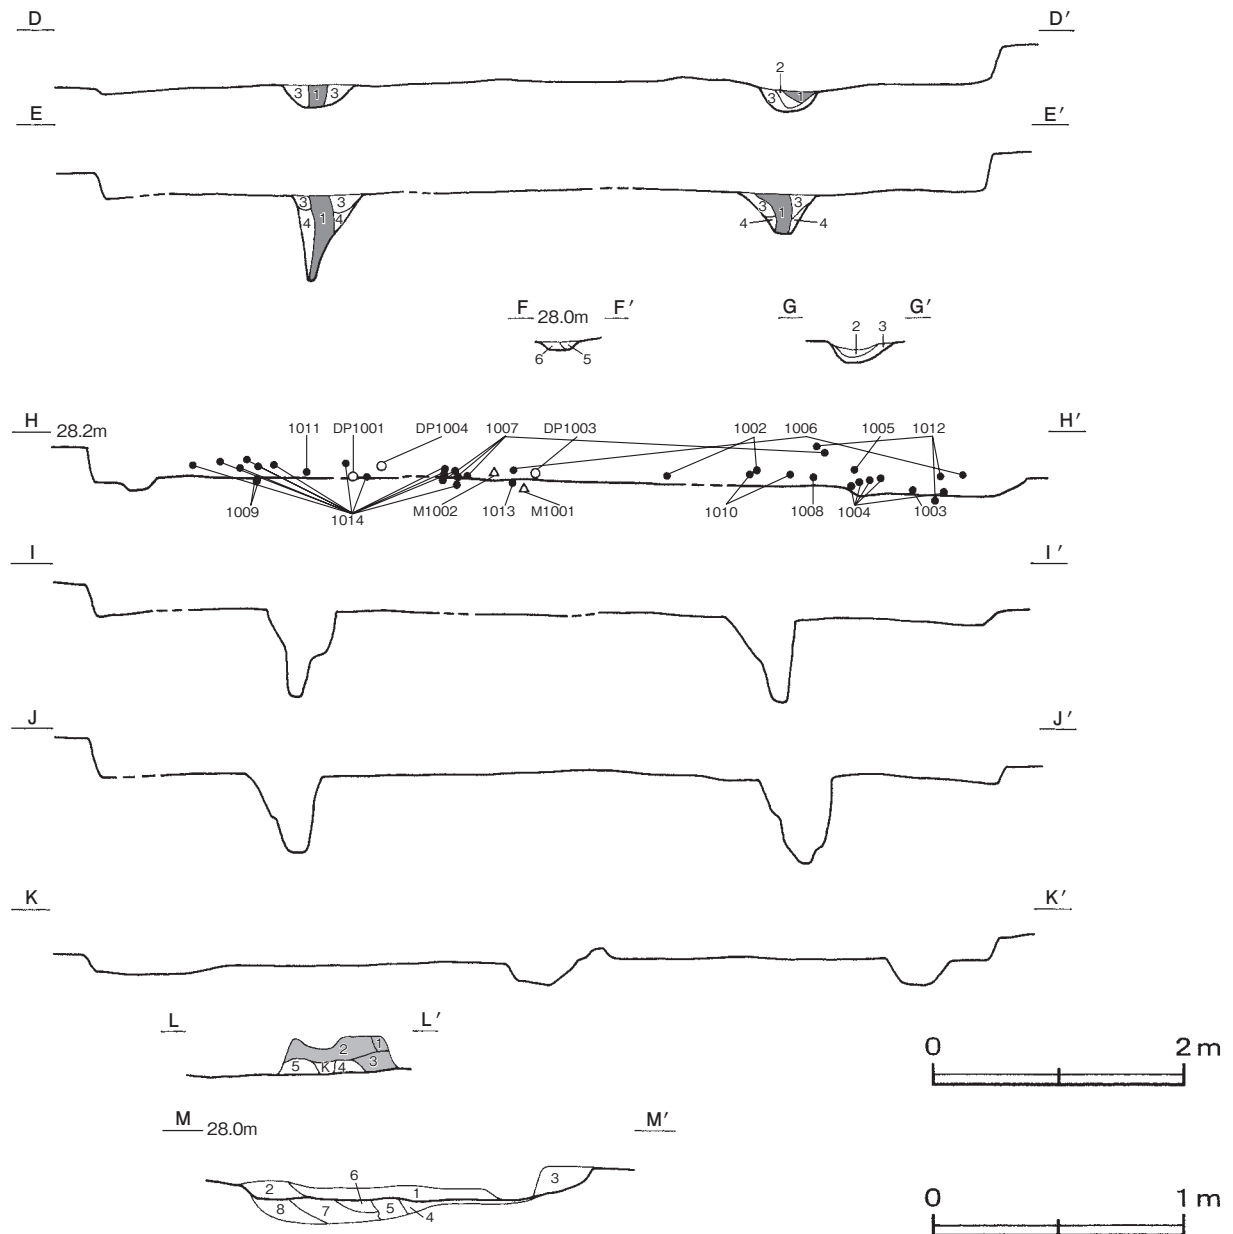 D D′
2
3 1 3 3 1
E E′
3 1 3 4 4
3 1 3 4 4
F 28.0m F′ G G′
2 3
6 5
H 28.2m H′
1011 DP1001 DP1004 1007 DP1003 1002 1006 1005 1012
1009 1014 M1002 1013 M1001 1010 1008 1004 1003
I I′
J J′
K K′
L L′
2 1
5 K 4 3
0 2m
M 28.0m M′
2 6 1 3
8 7 5 4
0 1m